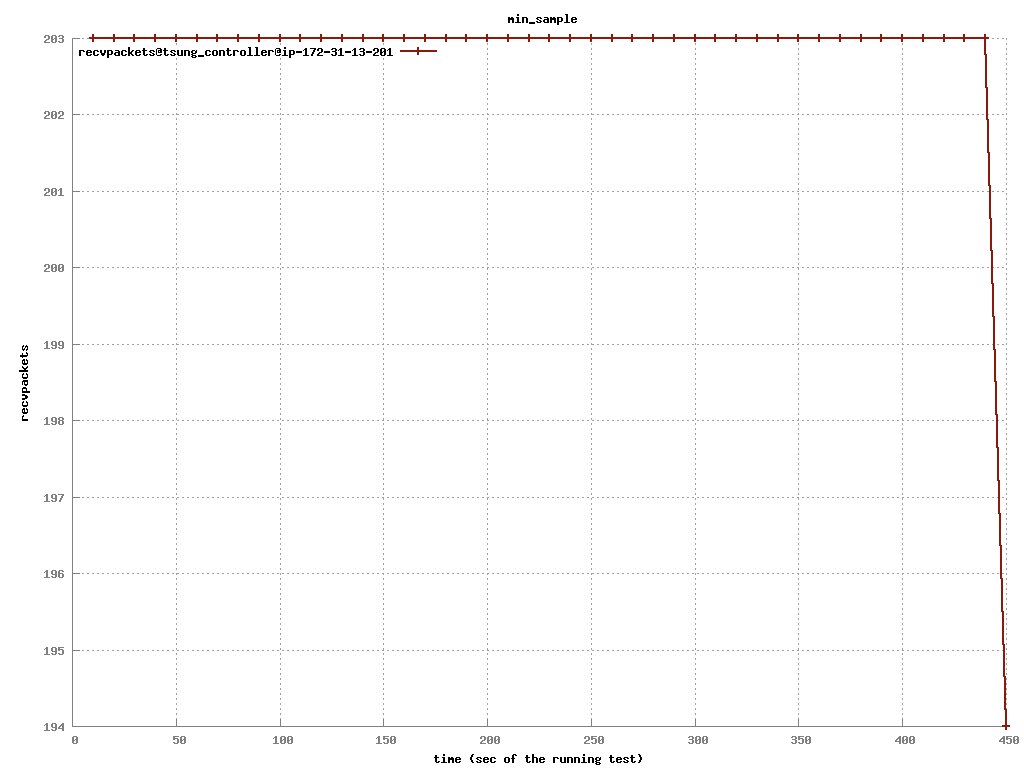 min_sample
203
recvpackets@tsung_controller@ip-172-31-13-201
202
201
200
199
recvpackets
198
197
196
195
194
0 50 100 150 200 250 300 350 400 450
time (sec of the running test)